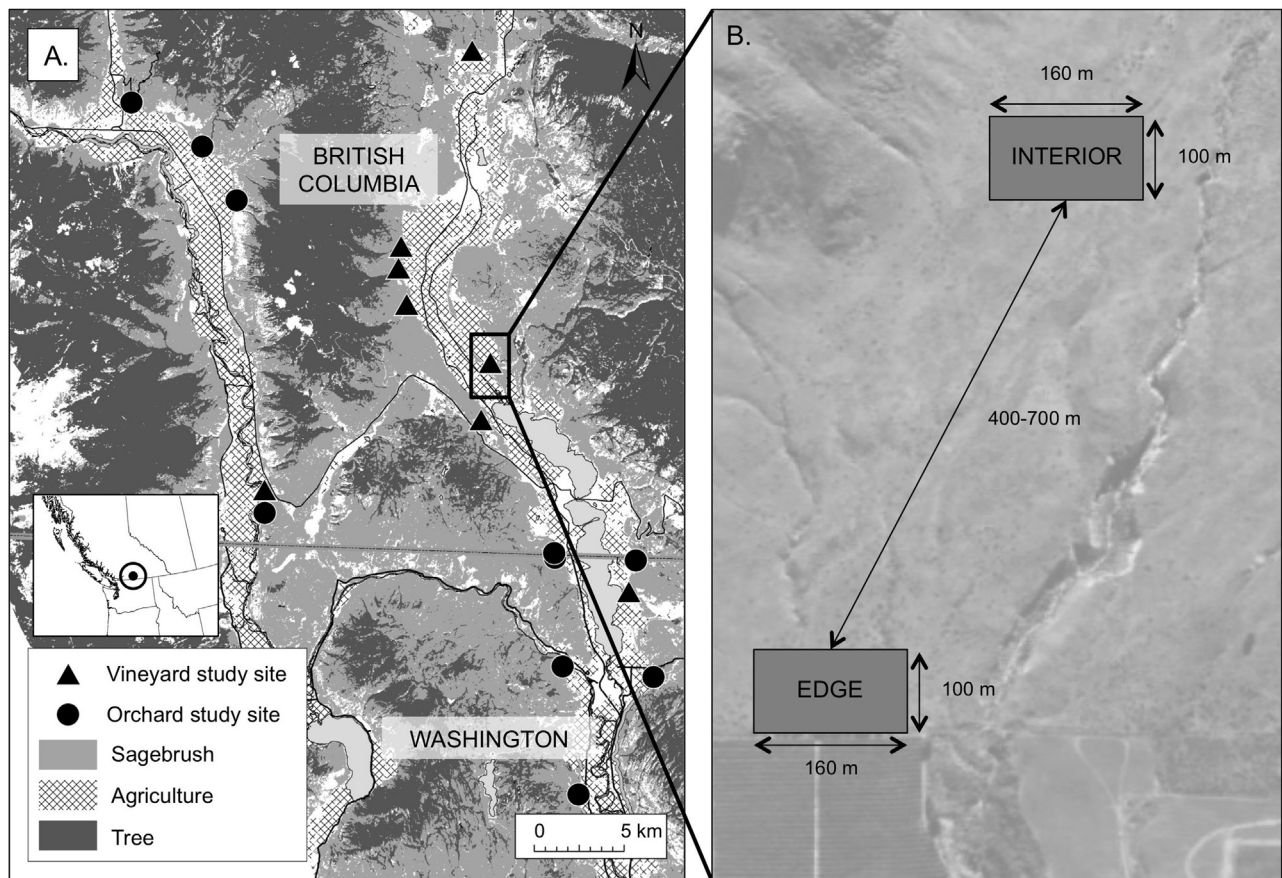 A.
N
BRITISH
COLUMBIA
WASHINGTON
Vineyard study site
Orchard study site
Sagebrush
Agriculture
Tree
0 5 km
B.
160 m
INTERIOR
100 m
400-700 m
EDGE
100 m
160 m